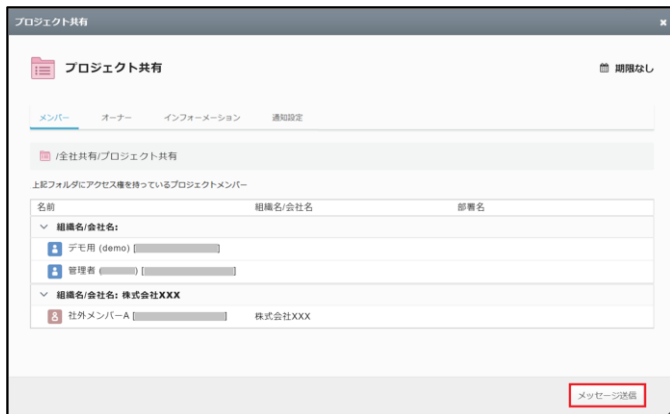 プロジェクト共有
プロジェクト共有
期限なし
メンバー オーナー インフォーメーション 通知設定
/全社共有/プロジェクト共有
上記フォルダにアクセス権を持っているプロジェクトメンバー
名前 組織名/会社名 部署名
組織名/会社名:
デモ用 (demo) [ ]
管理者 ( ) [ ]
組織名/会社名: 株式会社XXX
社外メンバーA [ ] 株式会社XXX
メッセージ送信